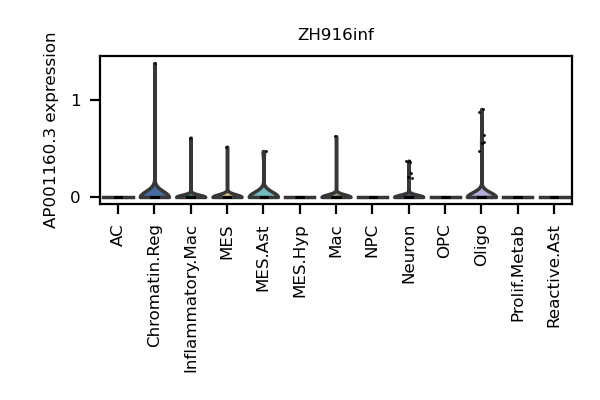 ZH916inf
AP001160.3 expression
1
0
AC
Chromatin.Reg
Inflammatory.Mac
MES
MES.Ast
MES.Hyp
Mac
NPC
Neuron
OPC
Oligo
Prolif.Metab
Reactive.Ast